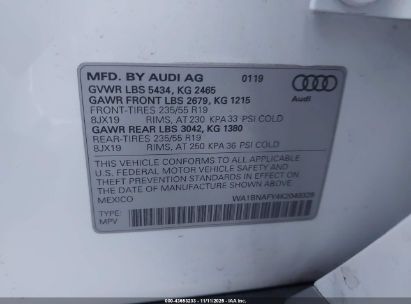 MFD. BY AUDI AG 0119
GVWR LBS 5434, KG 2465
GAWR FRONT LBS 2679, KG 1215
FRONT-TIRES 235/55 R19
8JX19 RIMS, AT 230 KPA 33 PSI COLD
GAWR REAR LBS 3042, KG 1380
REAR-TIRES 235/55 R19
8JX19 RIMS, AT 250 KPA 36 PSI COLD
Audi
THIS VEHICLE CONFORMS TO ALL APPLICABLE
U.S. FEDERAL MOTOR VEHICLE SAFETY AND
THEFT PREVENTION STANDARDS IN EFFECT ON
THE DATE OF MANUFACTURE SHOWN ABOVE.
MEXICO
TYPE:
MPV